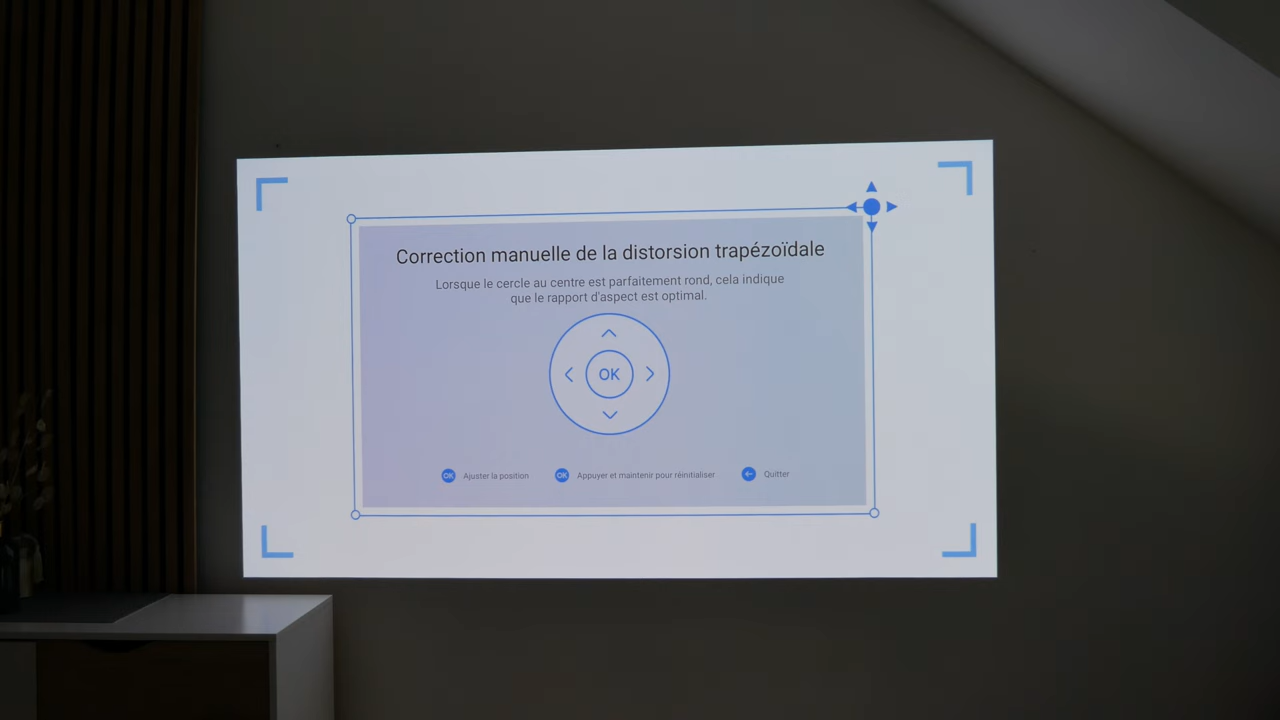 Correction manuelle de la distorsion trapézoïdale
Lorsque le cercle au centre est parfaitement rond, cela indique
que le rapport d'aspect est optimal.
OK
OK Ajuster la position OK Appuyer et maintenir pour réinitialiser Quitter